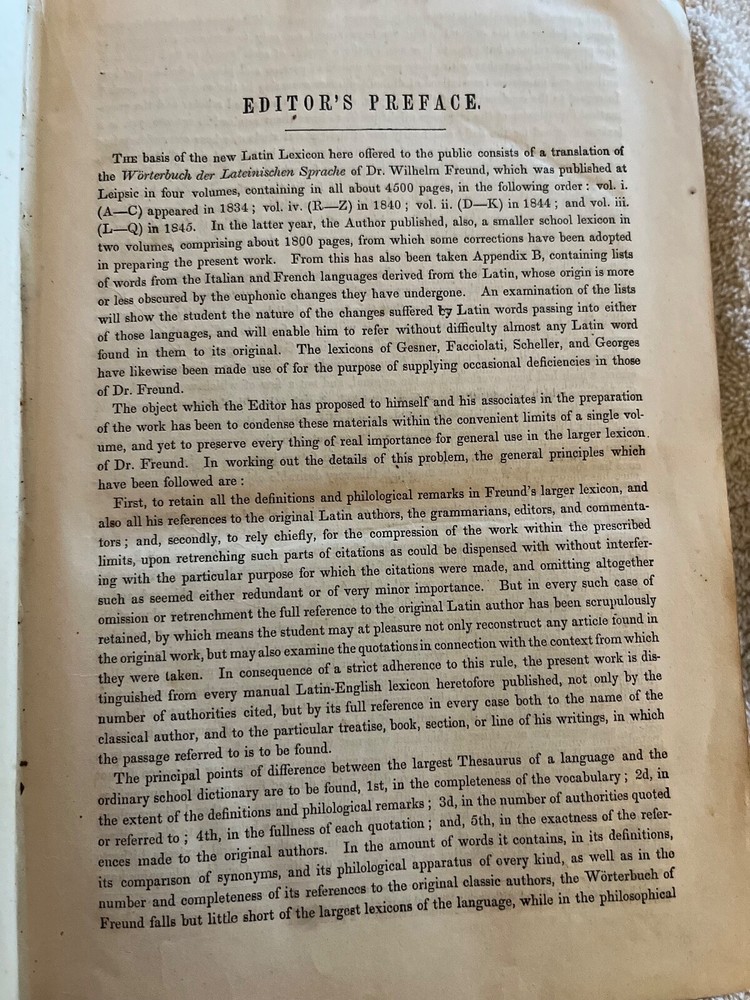 EDITOR'S PREFACE.
THE basis of the new Latin Lexicon here offered to the public consists of a translation of
the Wörterbuch der Lateinischen Sprache of Dr. Wilhelm Freund, which was published at
Leipsic in four volumes, containing in all about 4500 pages, in the following order: vol. i.
(A—C) appeared in 1834; vol. iv. (R—Z) in 1840; vol. ii. (D—K) in 1844; and vol. iii.
(L—Q) in 1845. In the latter year, the Author published, also, a smaller school lexicon in
two volumes, comprising about 1800 pages, from which some corrections have been adopted
in preparing the present work. From this has also been taken Appendix B, containing lists
of words from the Italian and French languages derived from the Latin, whose origin is more
or less obscured by the euphonic changes they have undergone. An examination of the lists
will show the student the nature of the changes suffered by Latin words passing into either
of those languages, and will enable him to refer without difficulty almost any Latin word
found in them to its original. The lexicons of Gesner, Facciolati, Scheller, and Georges
have likewise been made use of for the purpose of supplying occasional deficiencies in those
of Dr. Freund.
The object which the Editor has proposed to himself and his associates in the preparation
of the work has been to condense these materials within the convenient limits of a single vol-
ume, and yet to preserve every thing of real importance for general use in the larger lexicon
of Dr. Freund. In working out the details of this problem, the general principles which
have been followed are:
First, to retain all the definitions and philological remarks in Freund's larger lexicon, and
also all his references to the original Latin authors, the grammarians, editors, and commenta-
tors; and, secondly, to rely chiefly, for the compression of the work within the prescribed
limits, upon retrenching such parts of citations as could be dispensed with without interfer-
ing with the particular purpose for which the citations were made, and omitting altogether
such as seemed either redundant or of very minor importance. But in every such case of
omission or retrenchment the full reference to the original Latin author has been scrupulously
retained, by which means the student may at pleasure not only reconstruct any article found in
the original work, but may also examine the quotations in connection with the context from which
they were taken. In consequence of a strict adherence to this rule, the present work is dis-
tinguished from every manual Latin-English lexicon heretofore published, not only by the
number of authorities cited, but by its full reference in every case both to the name of the
classical author, and to the particular treatise, book, section, or line of his writings, in which
the passage referred to is to be found.
The principal points of difference between the largest Thesaurus of a language and the
ordinary school dictionary are to be found, 1st, in the completeness of the vocabulary; 2d, in
the extent of the definitions and philological remarks; 3d, in the number of authorities quoted
or referred to; 4th, in the fullness of each quotation; and, 5th, in the exactness of the refer-
ences made to the original authors. In the amount of words it contains, in its definitions,
its comparison of synonyms, and its philological apparatus of every kind, as well as in the
number and completeness of its references to the original classic authors, the Wörterbuch of
Freund falls but little short of the largest lexicons of the language, while in the philosophical